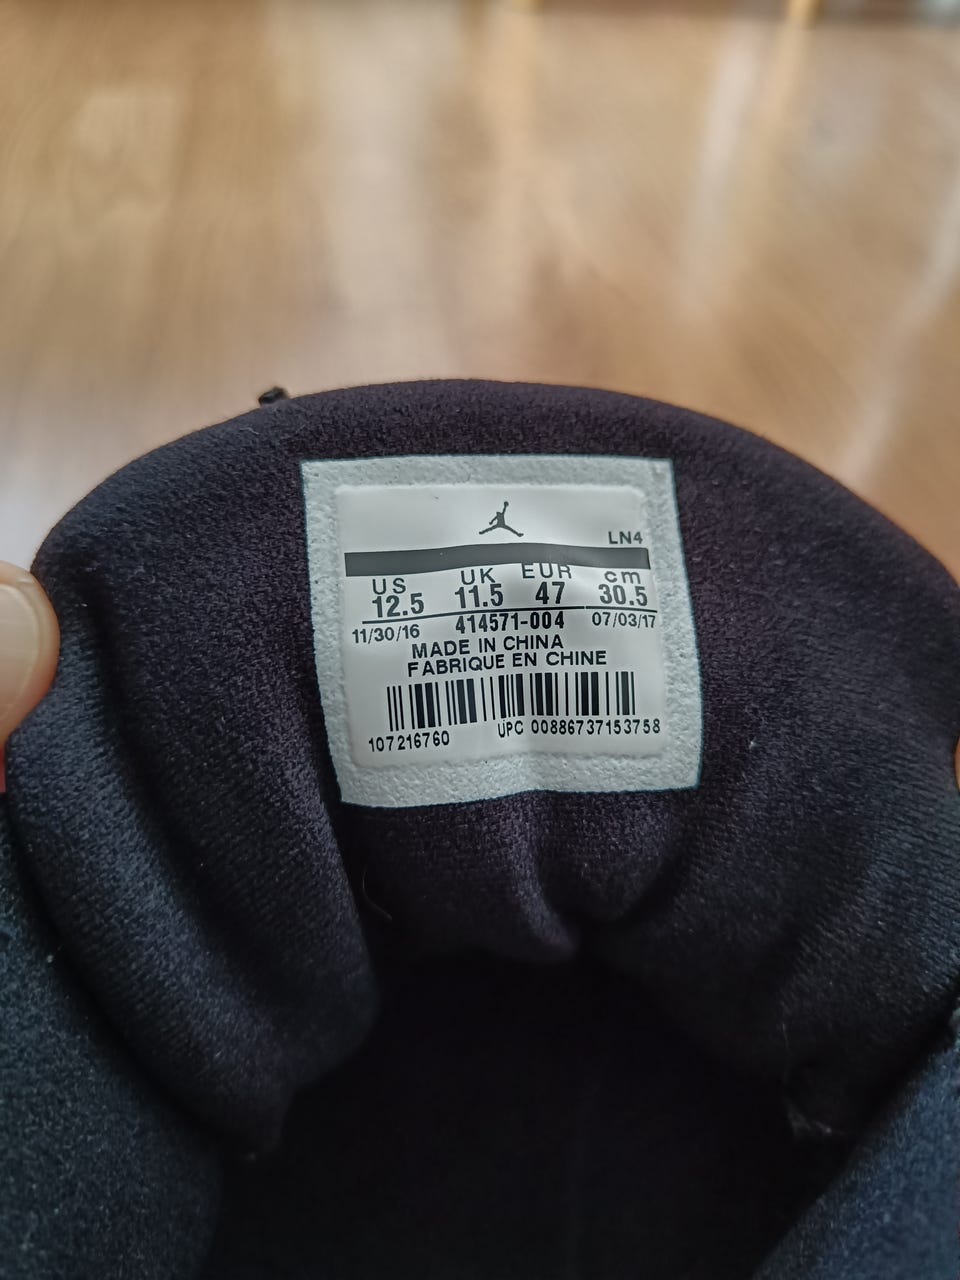 LN4
US UK EUR cm
12.5 11.5 47 30.5
11/30/16 414571-004 07/03/17
MADE IN CHINA
FABRIQUE EN CHINE
107216760 UPC 00886737153758